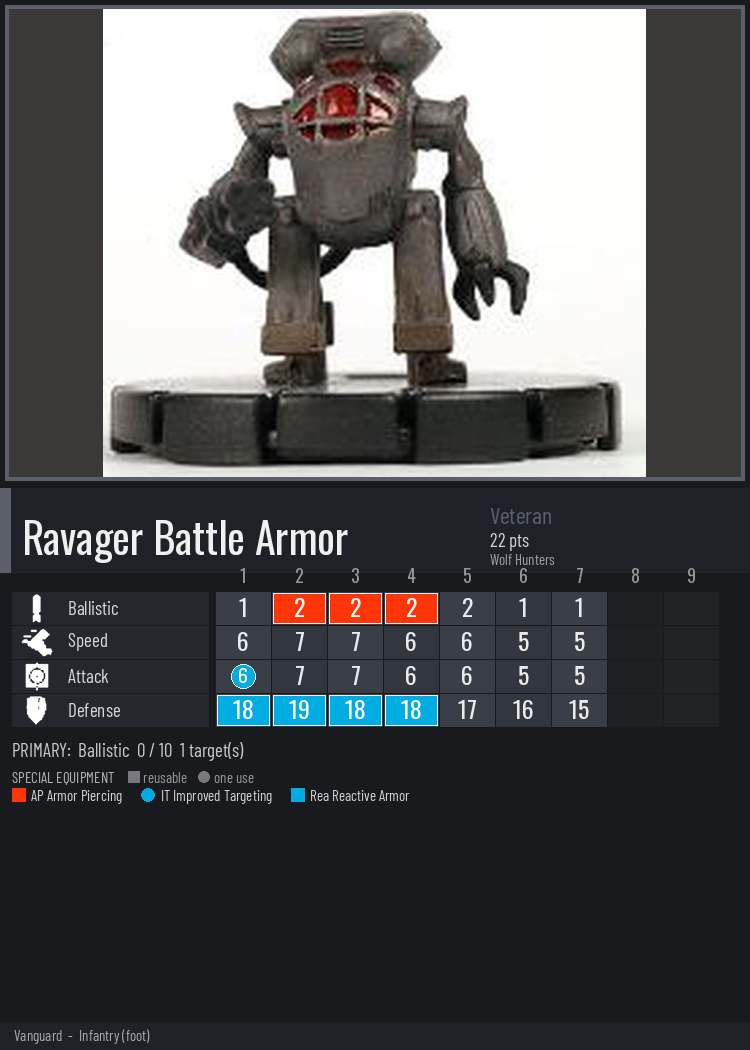 Ravager Battle Armor
Veteran
22 pts
Wolf Hunters
1 2 3 4 5 6 7 8 9
Ballistic 1 2 2 2 2 1 1
Speed 6 7 7 6 6 5 5
Attack 6 7 7 6 6 5 5
Defense 18 19 18 18 17 16 15
PRIMARY: Ballistic 0 / 10 1 target(s)
SPECIAL EQUIPMENT reusable one use
AP Armor Piercing IT Improved Targeting Rea Reactive Armor
Vanguard - Infantry (foot)